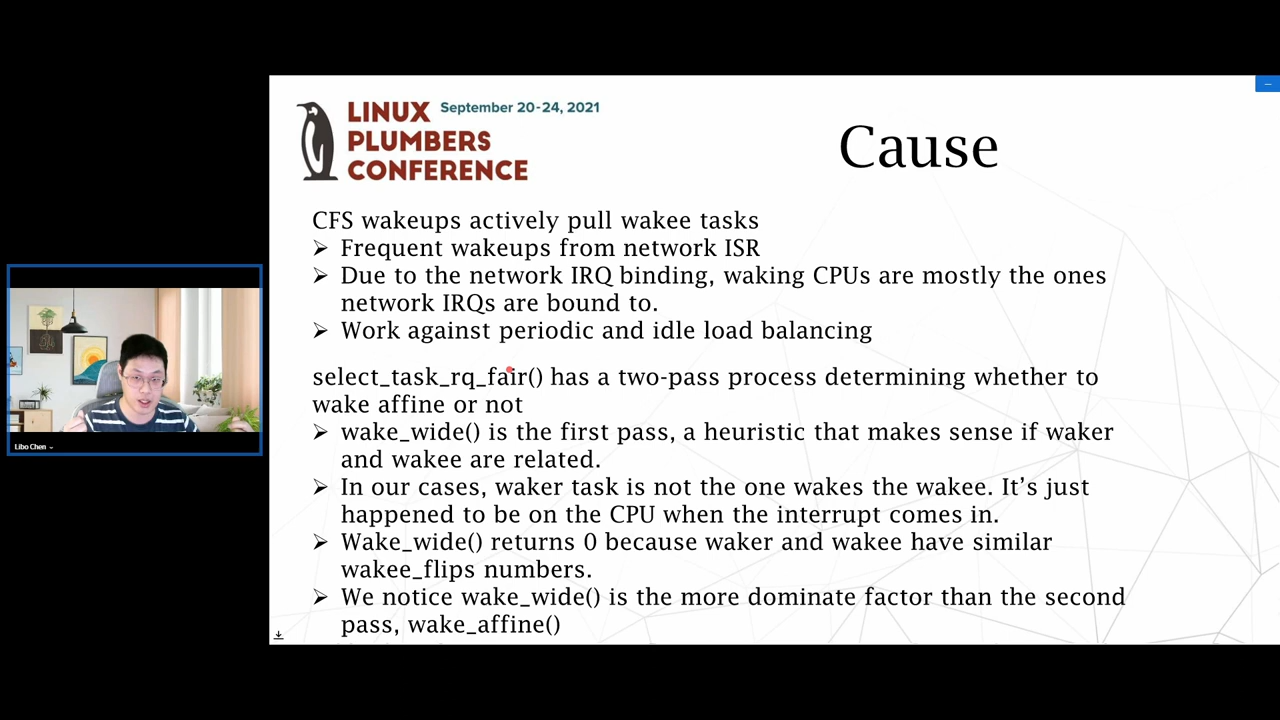 LINUX
September 20-24, 2021
PLUMBERS
CONFERENCE
Cause
CFS wakeups actively pull wakee tasks
➢ Frequent wakeups from network ISR
➢ Due to the network IRQ binding, waking CPUs are mostly the ones
network IRQs are bound to.
➢ Work against periodic and idle load balancing
select_task_rq_fair() has a two-pass process determining whether to
wake affine or not
➢ wake_wide() is the first pass, a heuristic that makes sense if waker
and wakee are related.
➢ In our cases, waker task is not the one wakes the wakee. It’s just
happened to be on the CPU when the interrupt comes in.
➢ Wake_wide() returns 0 because waker and wakee have similar
wakee_flips numbers.
➢ We notice wake_wide() is the more dominate factor than the second
pass, wake_affine()
Libo Chen